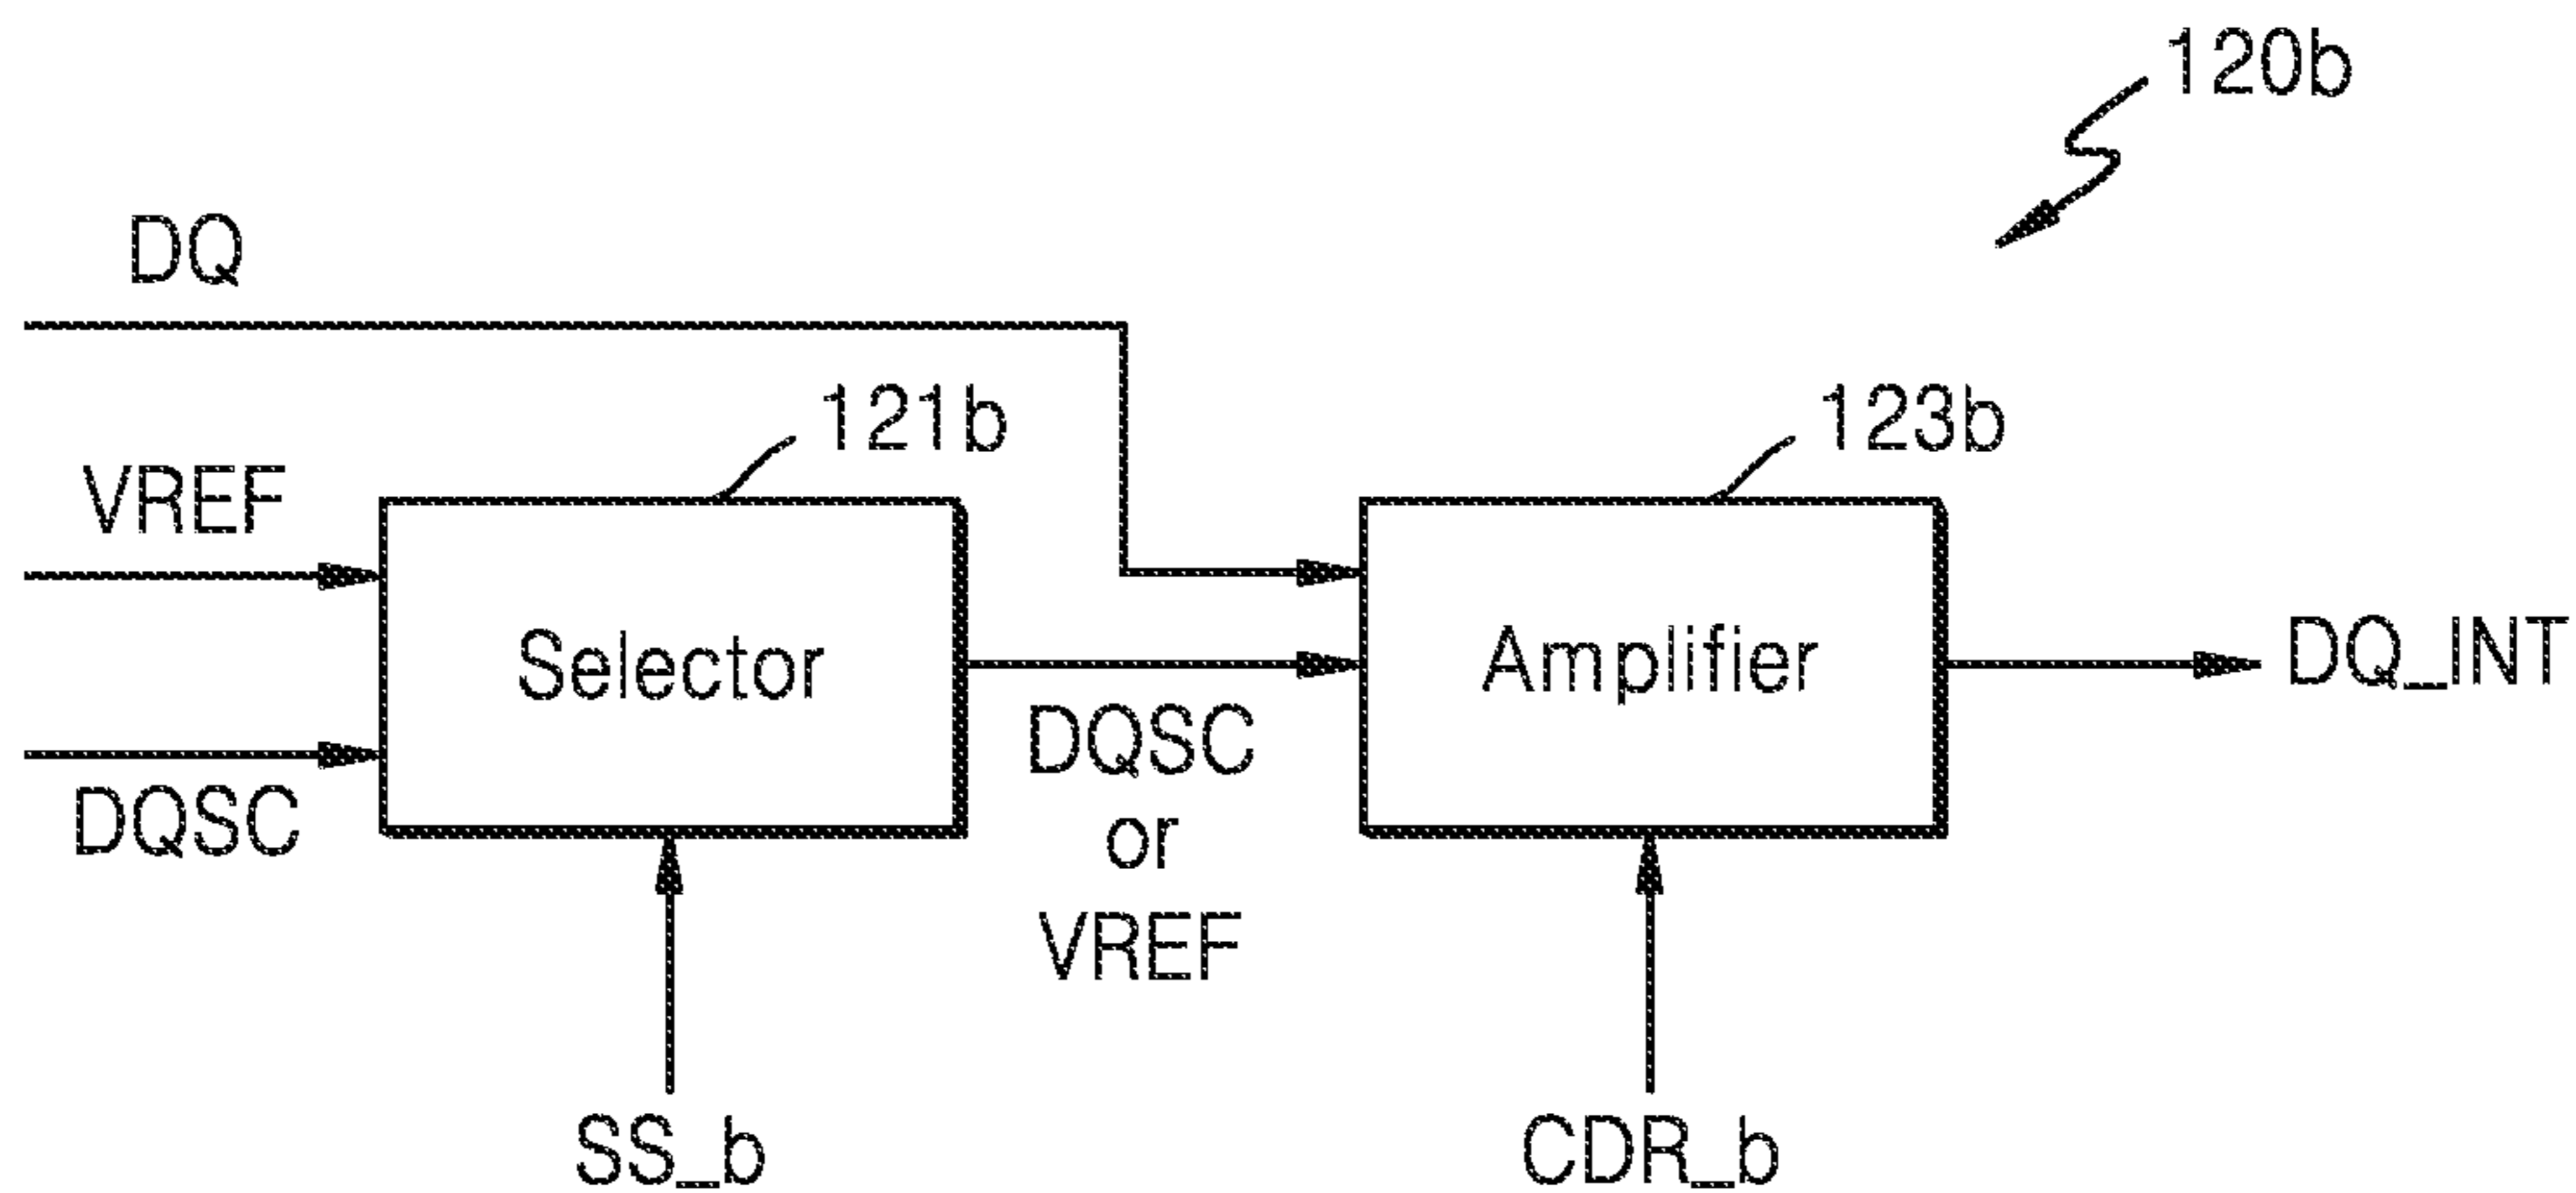 120b
DQ
121b
123b
VREF
Selector
Amplifier
DQ_INT
DQSC
DQSC
or
VREF
SS_b
CDR_b